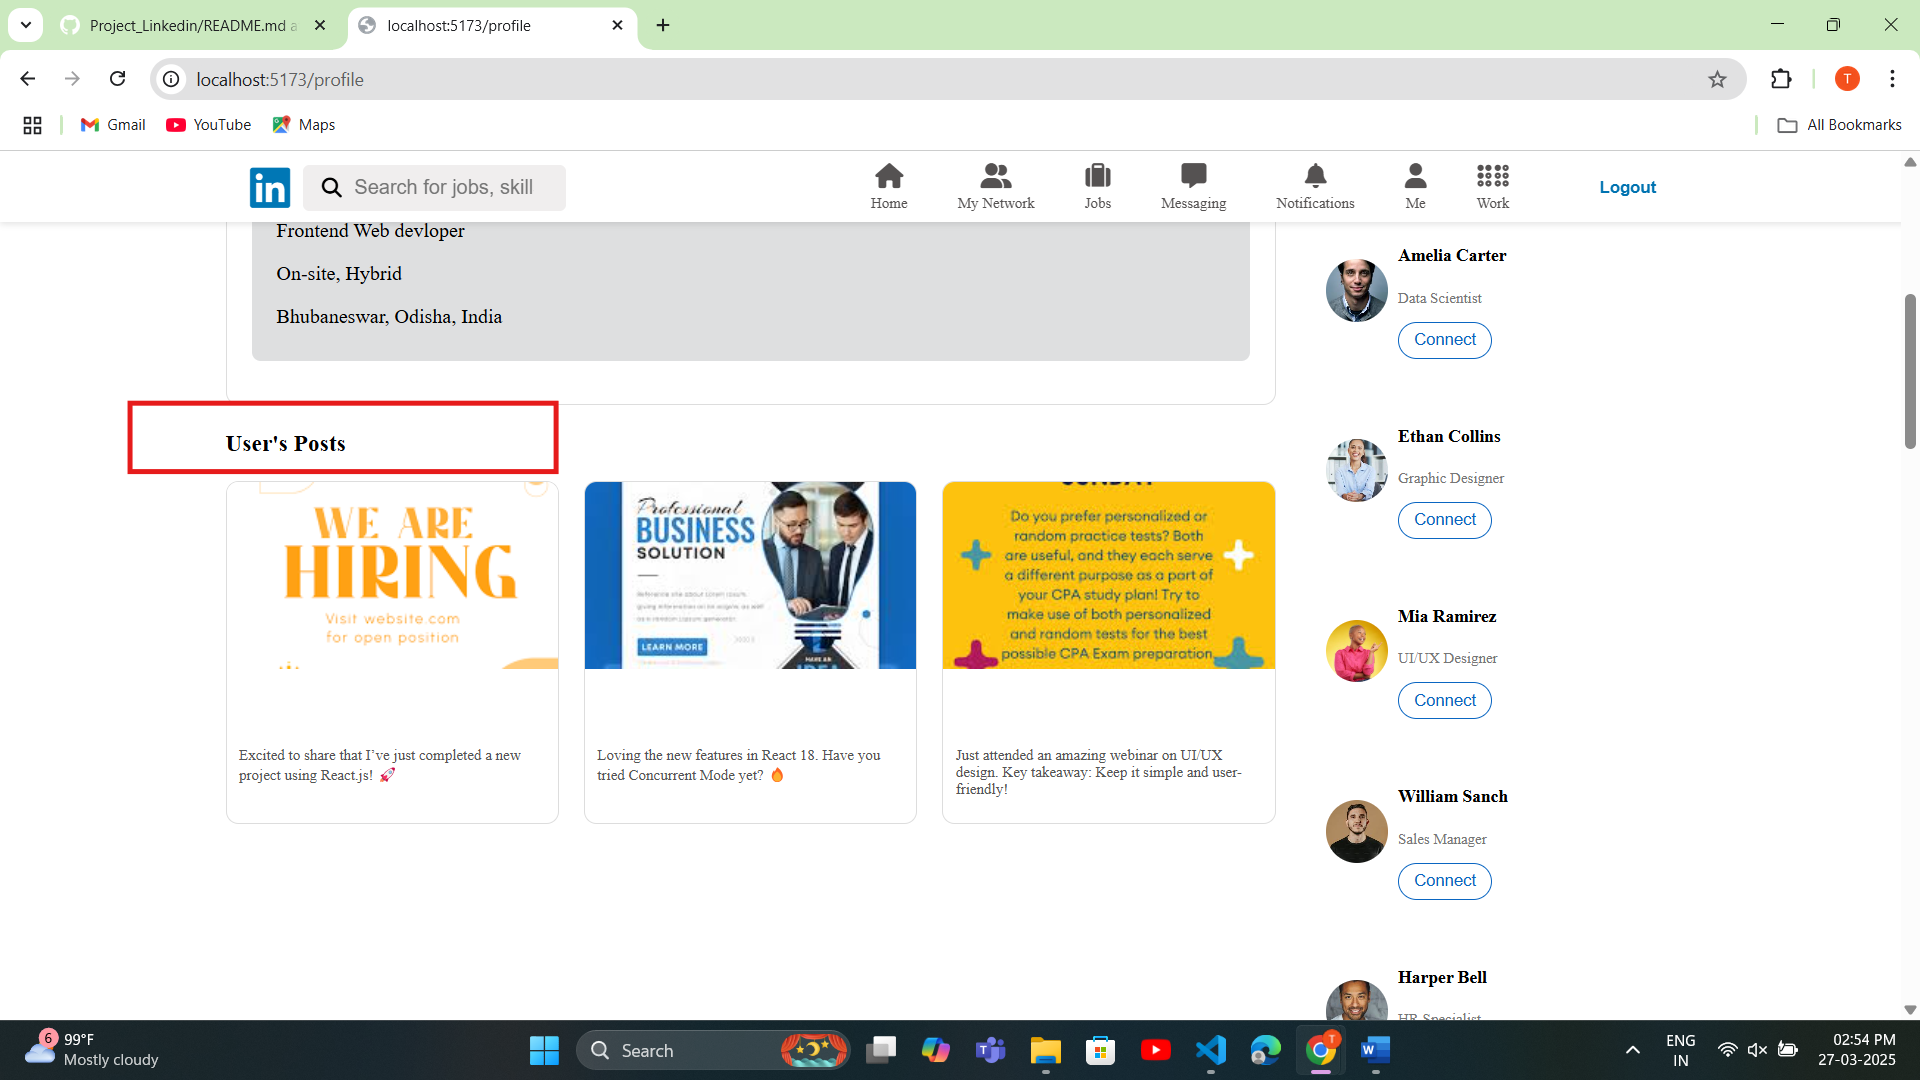 Project_Linkedin/README.md a
localhost:5173/profile
localhost:5173/profile
T
Gmail
YouTube
Maps
All Bookmarks
in
Search for jobs, skill
Home
My Network
Jobs
Messaging
Notifications
Me
Work
Logout
Frontend Web devloper
On-site, Hybrid
Bhubaneswar, Odisha, India
User's Posts
WE ARE
HIRING
Visit website.com
for open position
Excited to share that I’ve just completed a new
project using React.js! 🚀
Professional
BUSINESS
SOLUTION
LEARN MORE
HAVE AN
IDEA
Loving the new features in React 18. Have you
tried Concurrent Mode yet? 🔥
SUNDAY
Do you prefer personalized or
random practice tests? Both
are useful, and they each serve
a different purpose as a part of
your CPA study plan! Try to
make use of both personalized
and random tests for the best
possible CPA Exam preparation.
Just attended an amazing webinar on UI/UX
design. Key takeaway: Keep it simple and user-
friendly!
Amelia Carter
Data Scientist
Connect
Ethan Collins
Graphic Designer
Connect
Mia Ramirez
UI/UX Designer
Connect
William Sanch
Sales Manager
Connect
Harper Bell
HR Specialist
6
99°F
Mostly cloudy
Search
T
W
ENG
IN
02:54 PM
27-03-2025